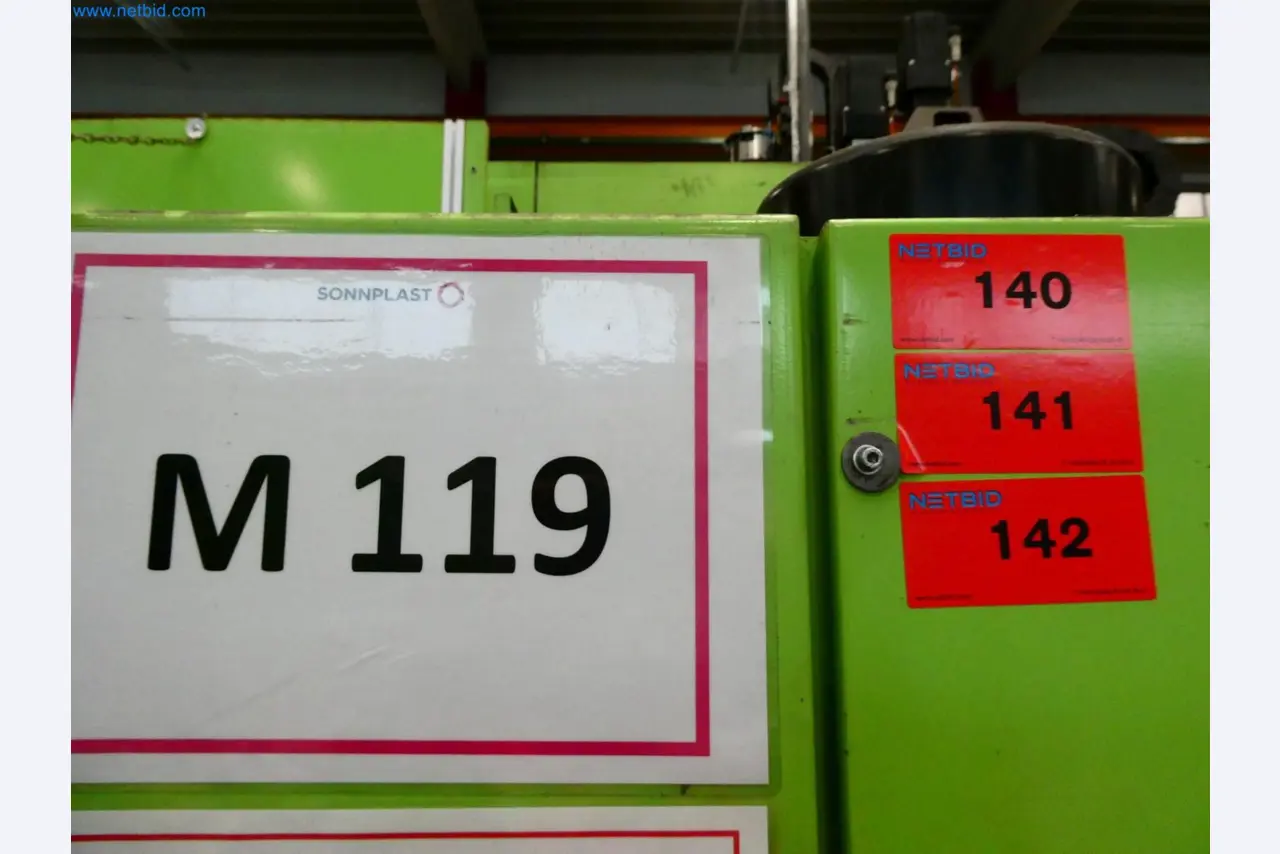 www.netbid.com
SONNPLAST
M 119
NETBID
140
NETBID
141
NETBID
142